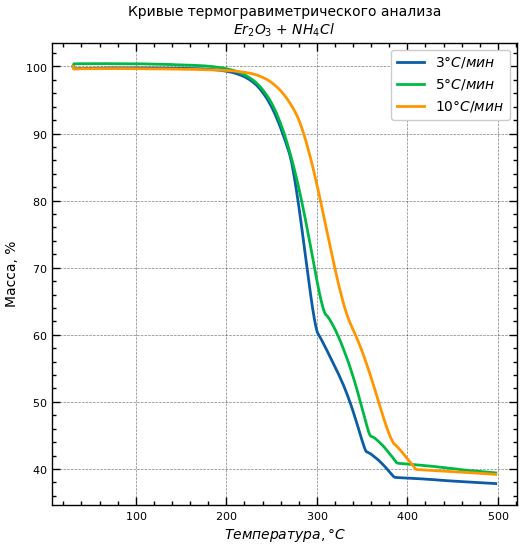 Кривые термогравиметрического анализа
Er₂O₃ + NH₄Cl
3°C/мин
5°C/мин
10°C/мин
Масса, %
100
90
80
70
60
50
40
100 200 300 400 500
Температура, °C